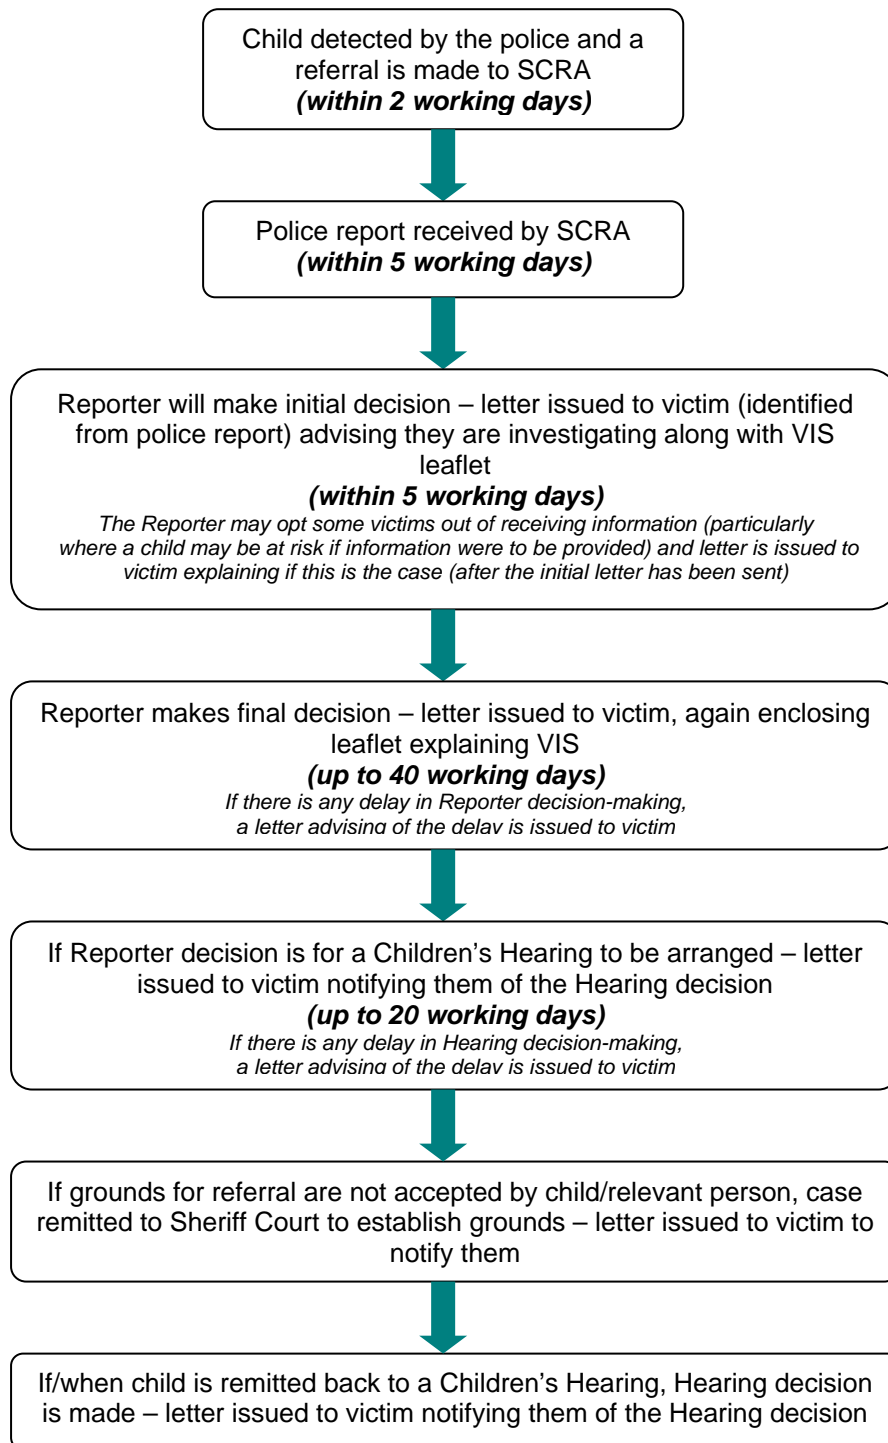 Child detected by the police and a
referral is made to SCRA
(within 2 working days)
Police report received by SCRA
(within 5 working days)
Reporter will make initial decision – letter issued to victim (identified
from police report) advising they are investigating along with VIS
leaflet
(within 5 working days)
The Reporter may opt some victims out of receiving information (particularly
where a child may be at risk if information were to be provided) and letter is issued to
victim explaining if this is the case (after the initial letter has been sent)
Reporter makes final decision – letter issued to victim, again enclosing
leaflet explaining VIS
(up to 40 working days)
If there is any delay in Reporter decision-making,
a letter advising of the delay is issued to victim
If Reporter decision is for a Children’s Hearing to be arranged – letter
issued to victim notifying them of the Hearing decision
(up to 20 working days)
If there is any delay in Hearing decision-making,
a letter advising of the delay is issued to victim
If grounds for referral are not accepted by child/relevant person, case
remitted to Sheriff Court to establish grounds – letter issued to victim to
notify them
If/when child is remitted back to a Children’s Hearing, Hearing decision
is made – letter issued to victim notifying them of the Hearing decision